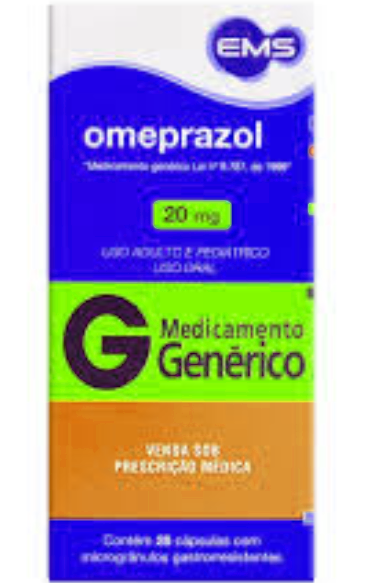 EMS
omeprazol
"Medicamento genérico Lei nº 9.787, de 1999"
20 mg
USO ADULTO E PEDIÁTRICO
USO ORAL
G Medicamento
Genérico
VENDA SOB
PRESCRIÇÃO MÉDICA
Contém 28 cápsulas com
microgrânulos gastrorresistentes